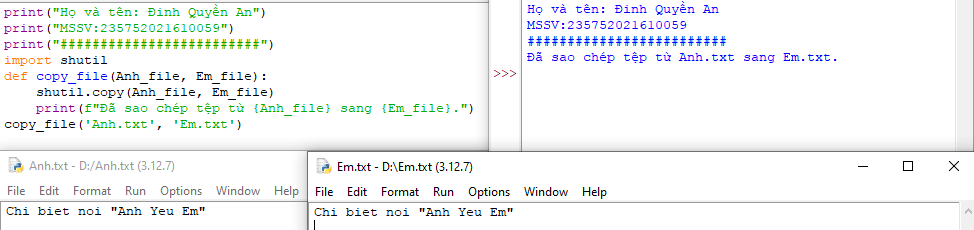 print("Họ và tên: Đinh Quyền An")
print("MSSV:235752021610059")
print("#########################")
import shutil
def copy_file(Anh_file, Em_file):
    shutil.copy(Anh_file, Em_file)
    print(f"Đã sao chép tệp từ {Anh_file} sang {Em_file}.")
copy_file('Anh.txt', 'Em.txt')
Họ và tên: Đinh Quyền An
MSSV:235752021610059
#########################
Đã sao chép tệp từ Anh.txt sang Em.txt.
>>>
Anh.txt - D:/Anh.txt (3.12.7)
File Edit Format Run Options Window Help
Chi biet noi "Anh Yeu Em"
Em.txt - D:\Em.txt (3.12.7)
File Edit Format Run Options Window Help
Chi biet noi "Anh Yeu Em"